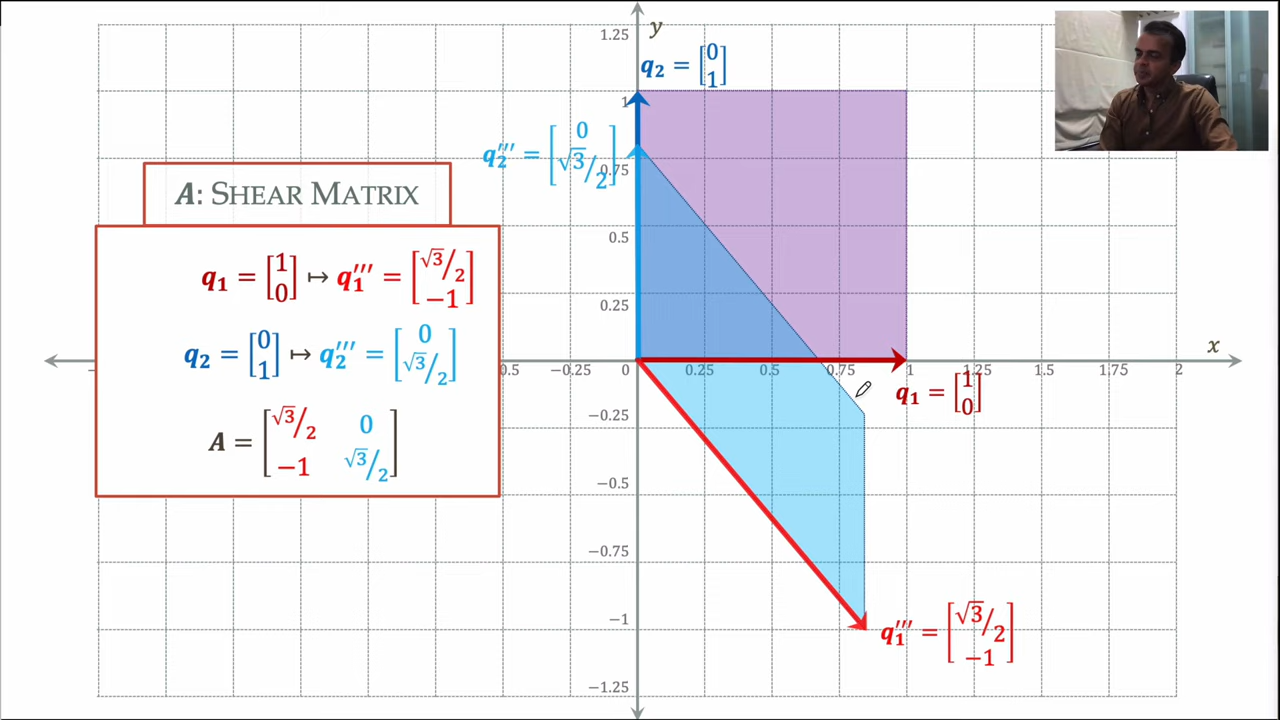 y
1.25
q₂ = [0 1]
1
q₂′′′ = [0 √3/2]
0.75
A: SHEAR MATRIX
0.5
q₁ = [1 0] ↦ q₁′′′ = [√3/2 −1]
0.25
q₂ = [0 1] ↦ q₂′′′ = [0 √3/2]
x
0.5 −0.25 0 0.25 0.5 0.75 1 1.25 1.5 1.75 2
q₁ = [1 0]
−0.25
A = [√3/2 0 −1 √3/2]
−0.5
−0.75
−1
q₁′′′ = [√3/2 −1]
−1.25